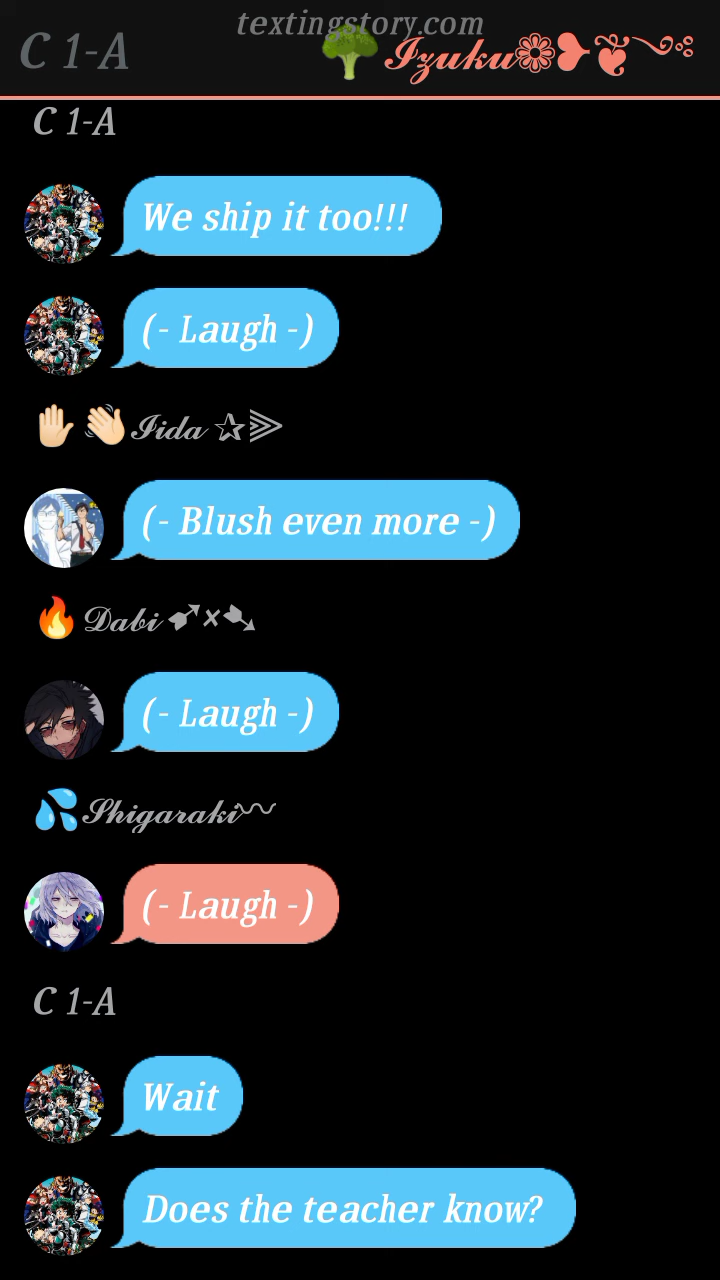 textingstory.com
C 1-A
🥦Izuku❁❥❦༄
C 1-A
We ship it too!!!
(- Laugh -)
✋🏻👋🏻Iida ☆⫸
(- Blush even more -)
🔥Dabi ➶×➴
(- Laugh -)
💦Shigaraki〰
(- Laugh -)
C 1-A
Wait
Does the teacher know?